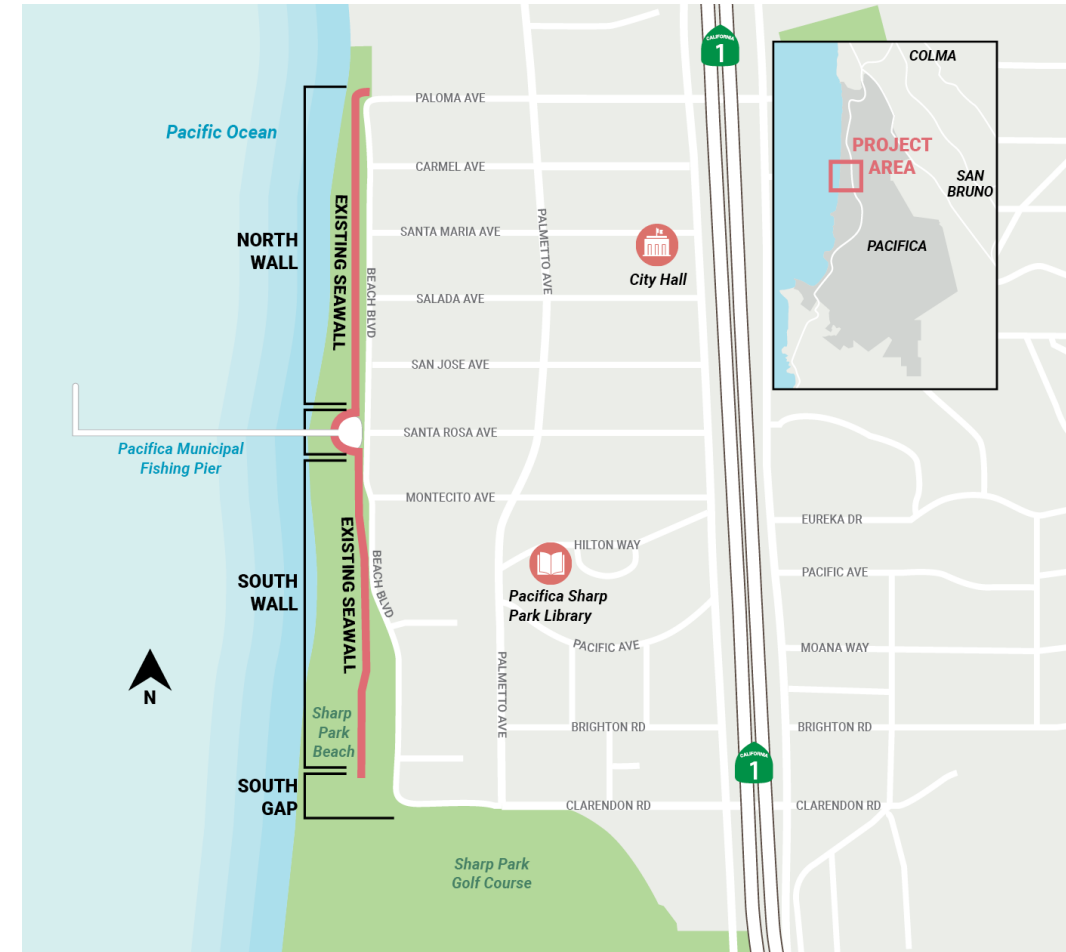 CALIFORNIA
1
COLMA
PROJECT
AREA
SAN
BRUNO
PACIFICA
Pacific Ocean
PALOMA AVE
CARMEL AVE
SANTA MARIA AVE
SALADA AVE
SAN JOSE AVE
SANTA ROSA AVE
MONTECITO AVE
PALMETTO AVE
BEACH BLVD
City Hall
NORTH
WALL
EXISTING SEAWALL
Pacifica Municipal
Fishing Pier
EUREKA DR
HILTON WAY
PACIFIC AVE
Pacifica Sharp
Park Library
SOUTH
WALL
EXISTING SEAWALL
BEACH BLVD
PACIFIC AVE
MOANA WAY
PALMETTO AVE
N
Sharp
Park
Beach
BRIGHTON RD
BRIGHTON RD
CALIFORNIA
1
SOUTH
GAP
CLARENDON RD
CLARENDON RD
Sharp Park
Golf Course